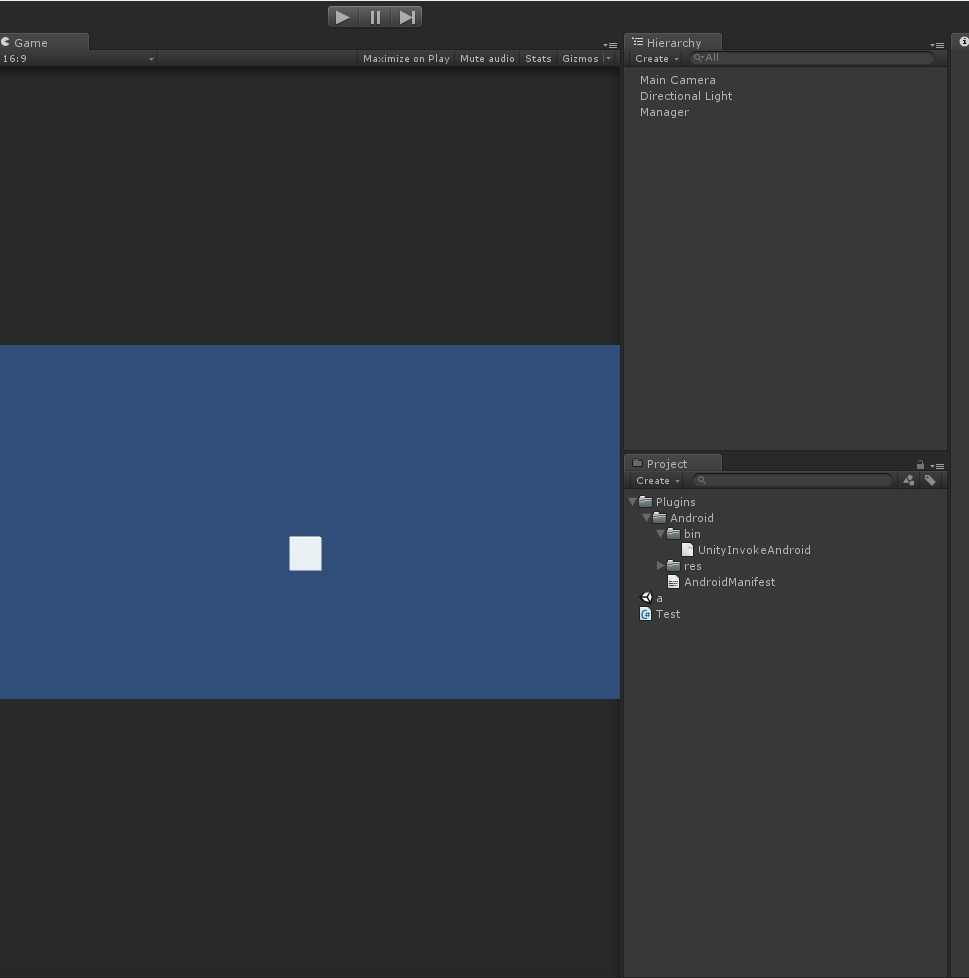 Game
16:9
Maximize on Play Mute audio Stats Gizmos
Hierarchy
Create All
Main Camera
Directional Light
Manager
Project
Create
Plugins
Android
bin
UnityInvokeAndroid
res
AndroidManifest
a
Test